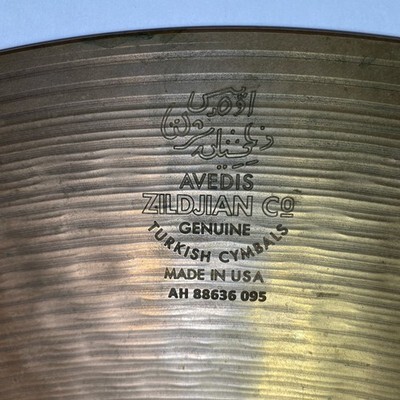 AVEDIS
ZILDJIAN CO
GENUINE
TURKISH CYMBALS
MADE IN USA
AH 88636 095